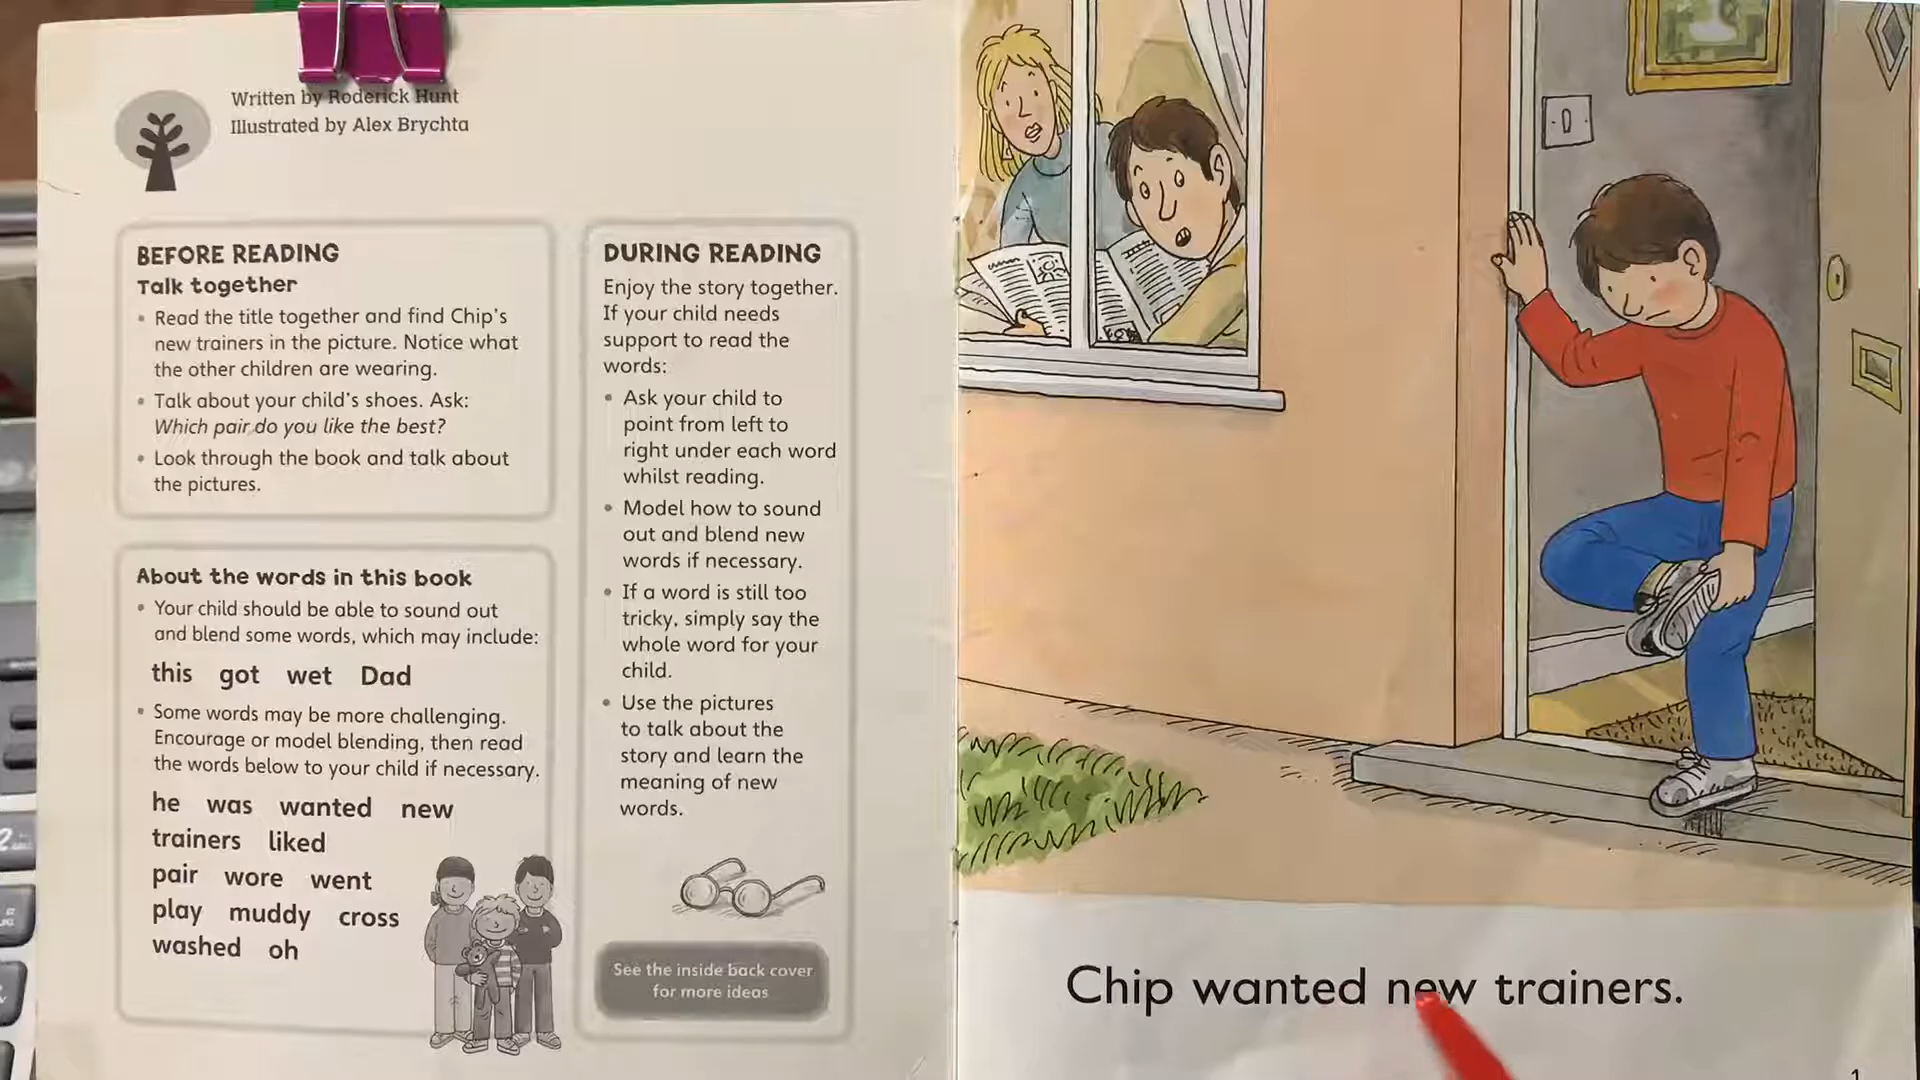 Written by Roderick Hunt
Illustrated by Alex Brychta
BEFORE READING
Talk together
• Read the title together and find Chip's
new trainers in the picture. Notice what
the other children are wearing.
• Talk about your child's shoes. Ask:
Which pair do you like the best?
• Look through the book and talk about
the pictures.
About the words in this book
• Your child should be able to sound out
and blend some words, which may include:
this got wet Dad
• Some words may be more challenging.
Encourage or model blending, then read
the words below to your child if necessary.
he was wanted new
trainers liked
pair wore went
play muddy cross
washed oh
DURING READING
Enjoy the story together.
If your child needs
support to read the
words:
• Ask your child to
point from left to
right under each word
whilst reading.
• Model how to sound
out and blend new
words if necessary.
• If a word is still too
tricky, simply say the
whole word for your
child.
• Use the pictures
to talk about the
story and learn the
meaning of new
words.
See the inside back cover
for more ideas
Chip wanted new trainers.
1